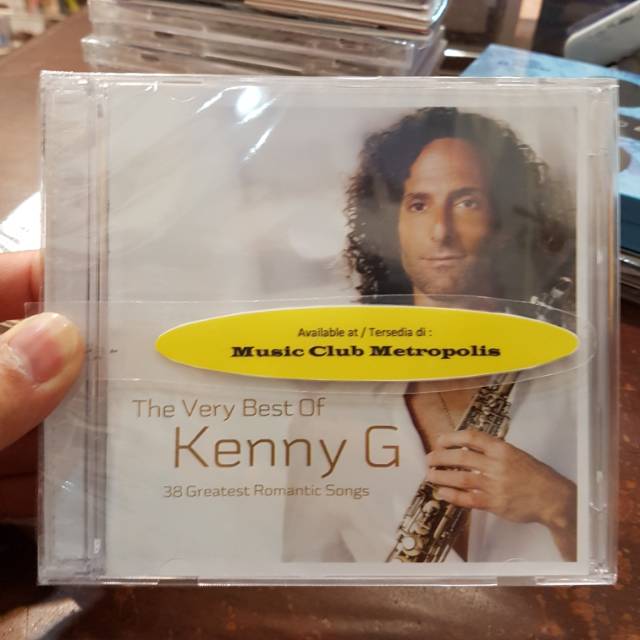 Available at / Tersedia di :
Music Club Metropolis
The Very Best Of
Kenny G
38 Greatest Romantic Songs